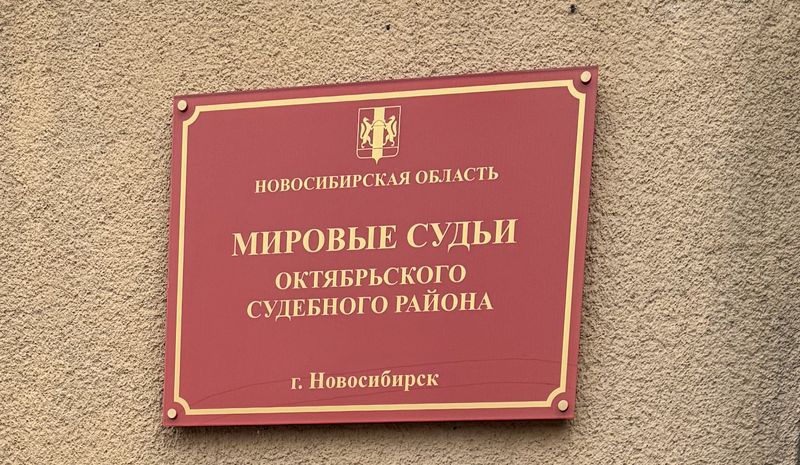 НОВОСИБИРСКАЯ ОБЛАСТЬ
МИРОВЫЕ СУДЬИ
ОКТЯБРЬСКОГО
СУДЕБНОГО РАЙОНА
г. Новосибирск